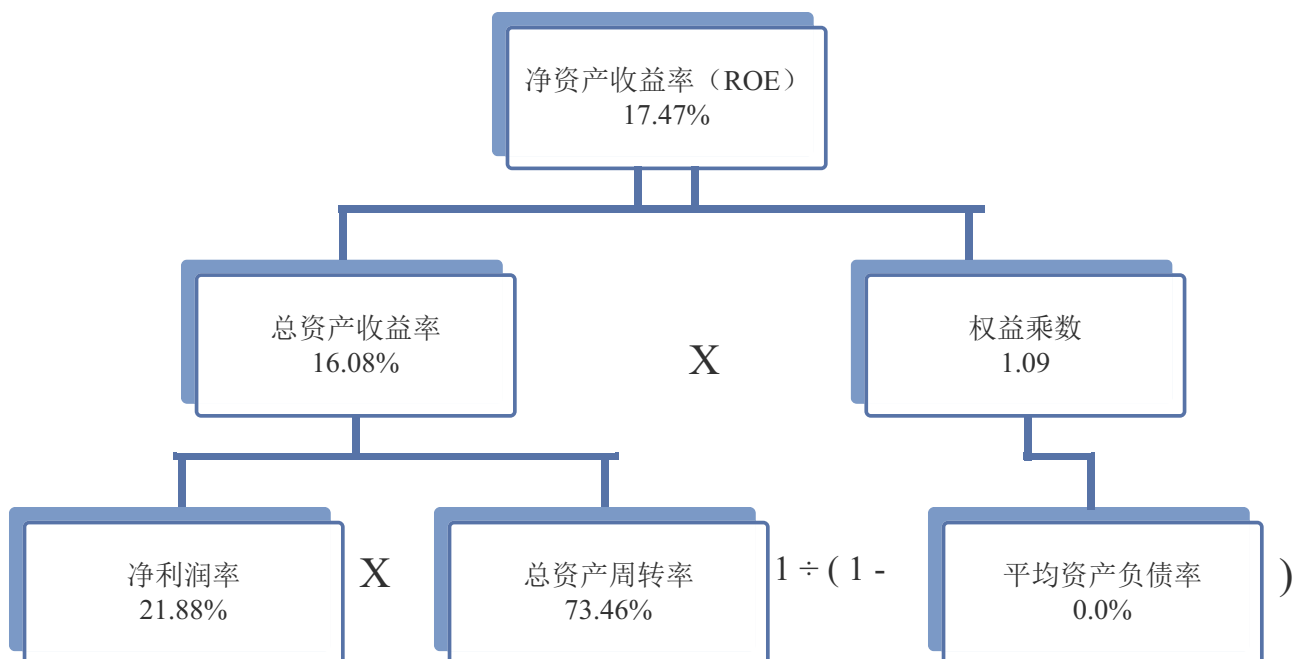 净资产收益率（ROE）
17.47%
总资产收益率
16.08%
X
权益乘数
1.09
净利润率
21.88%
X
总资产周转率
73.46%
1 ÷ ( 1 -
平均资产负债率
0.0%
)